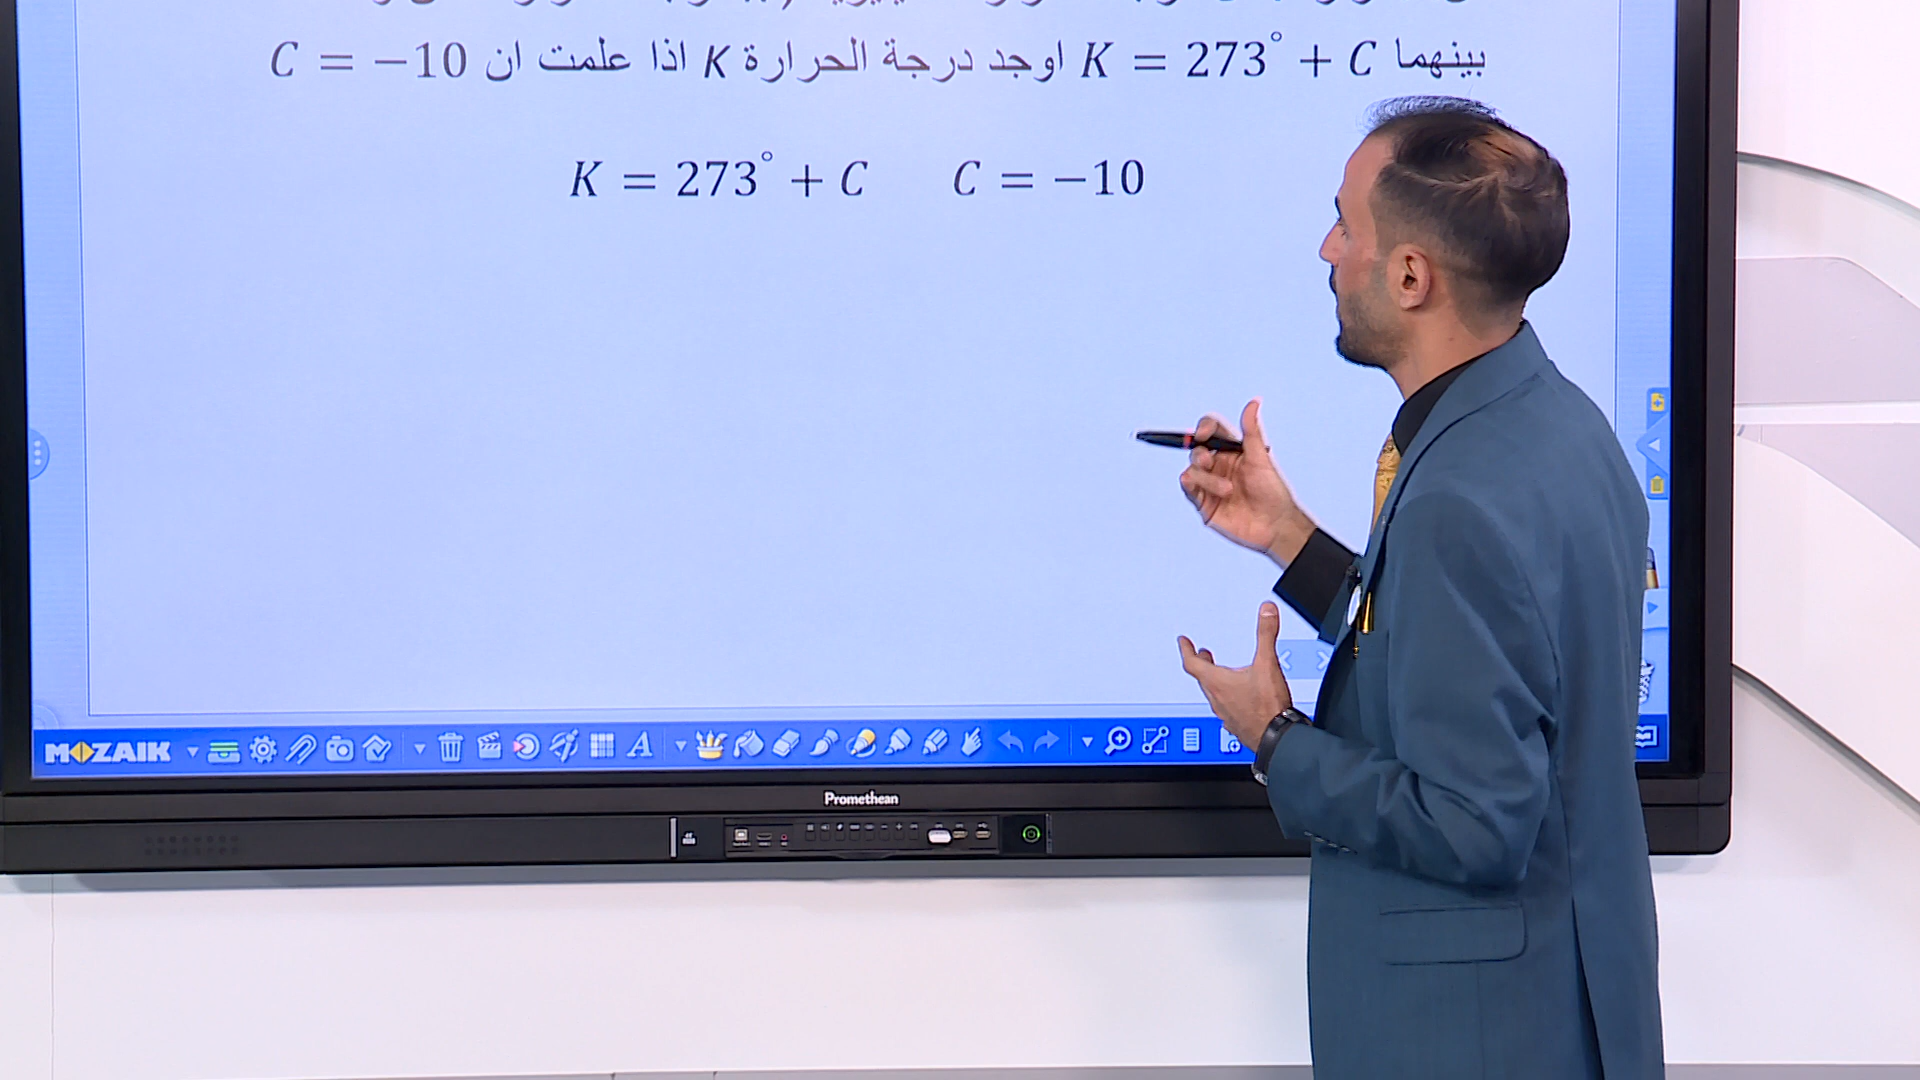 بينهما K = 273° + C اوجد درجة الحرارة K اذا علمت ان C = −10
K = 273° + C C = −10
MOZAIK
Promethean